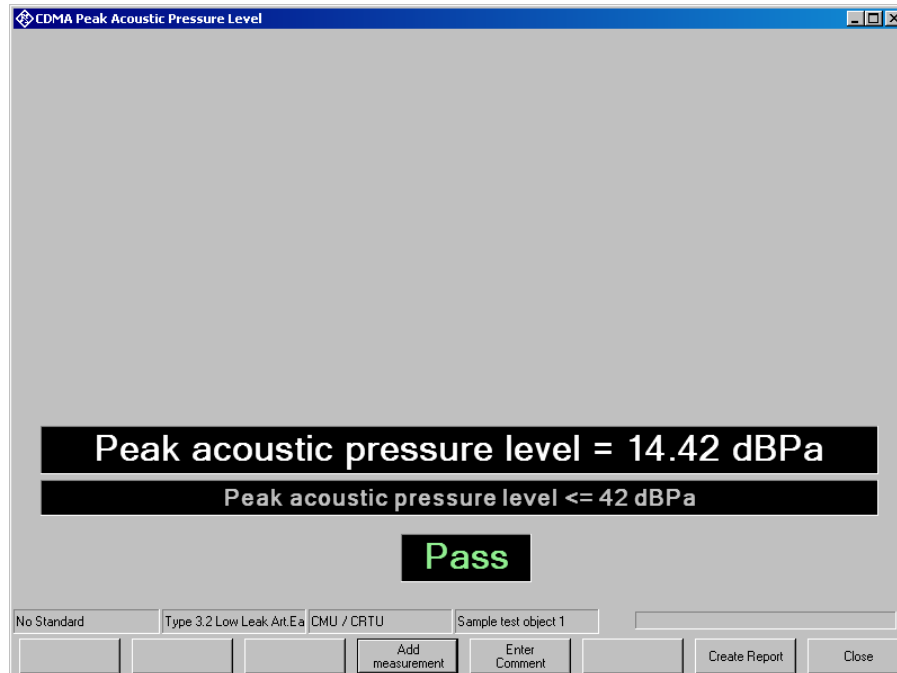 CDMA Peak Acoustic Pressure Level
Peak acoustic pressure level = 14.42 dBPa
Peak acoustic pressure level <= 42 dBPa
Pass
No Standard
Type 3.2 Low Leak Art.Ea
CMU / CRTU
Sample test object 1
Add
measurement
Enter
Comment
Create Report
Close